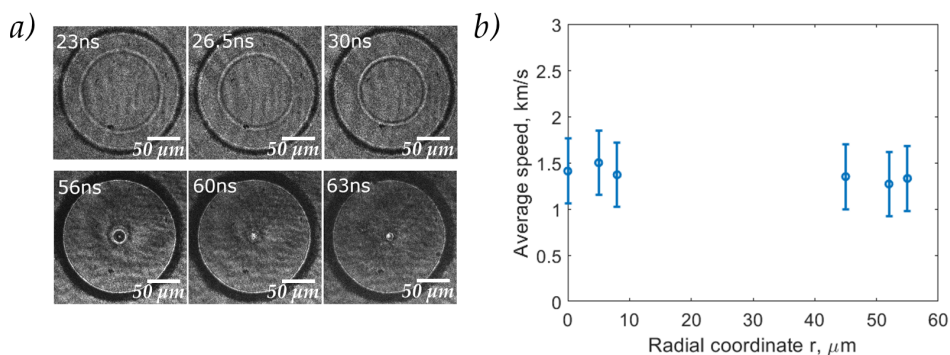 a)
23ns 26.5ns 30ns
50 µm 50 µm 50 µm
56ns 60ns 63ns
50 µm 50 µm 50 µm
b)
3
2.5
2
1.5
1
0.5
0
Average speed, km/s
0 10 20 30 40 50 60
Radial coordinate r, µm